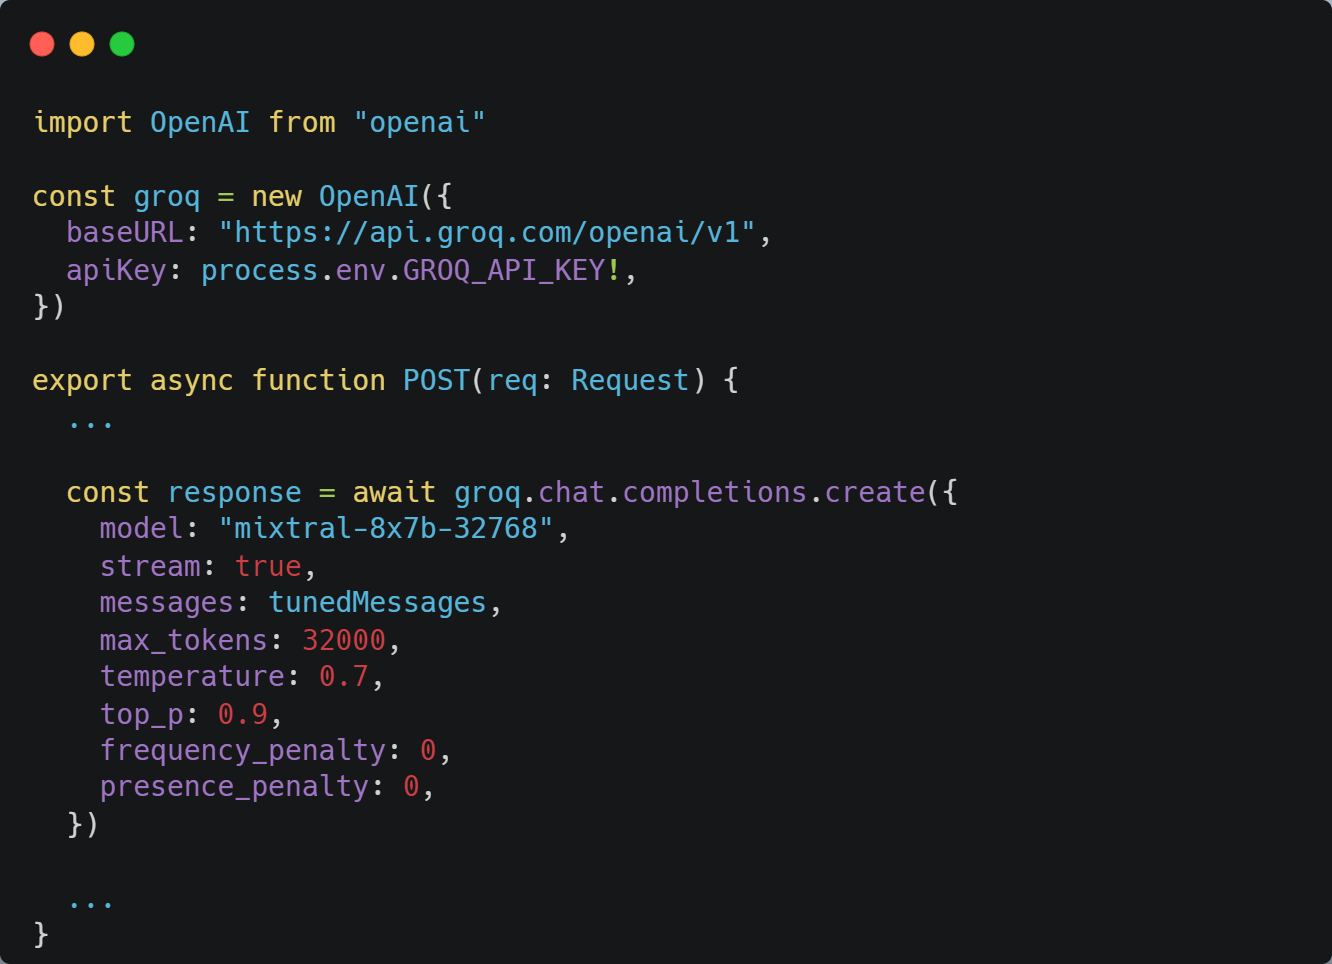 import OpenAI from "openai"
const groq = new OpenAI({
  baseURL: "https://api.groq.com/openai/v1",
  apiKey: process.env.GROQ_API_KEY!,
})
export async function POST(req: Request) {
  ...
  const response = await groq.chat.completions.create({
    model: "mixtral-8x7b-32768",
    stream: true,
    messages: tunedMessages,
    max_tokens: 32000,
    temperature: 0.7,
    top_p: 0.9,
    frequency_penalty: 0,
    presence_penalty: 0,
  })
  ...
}